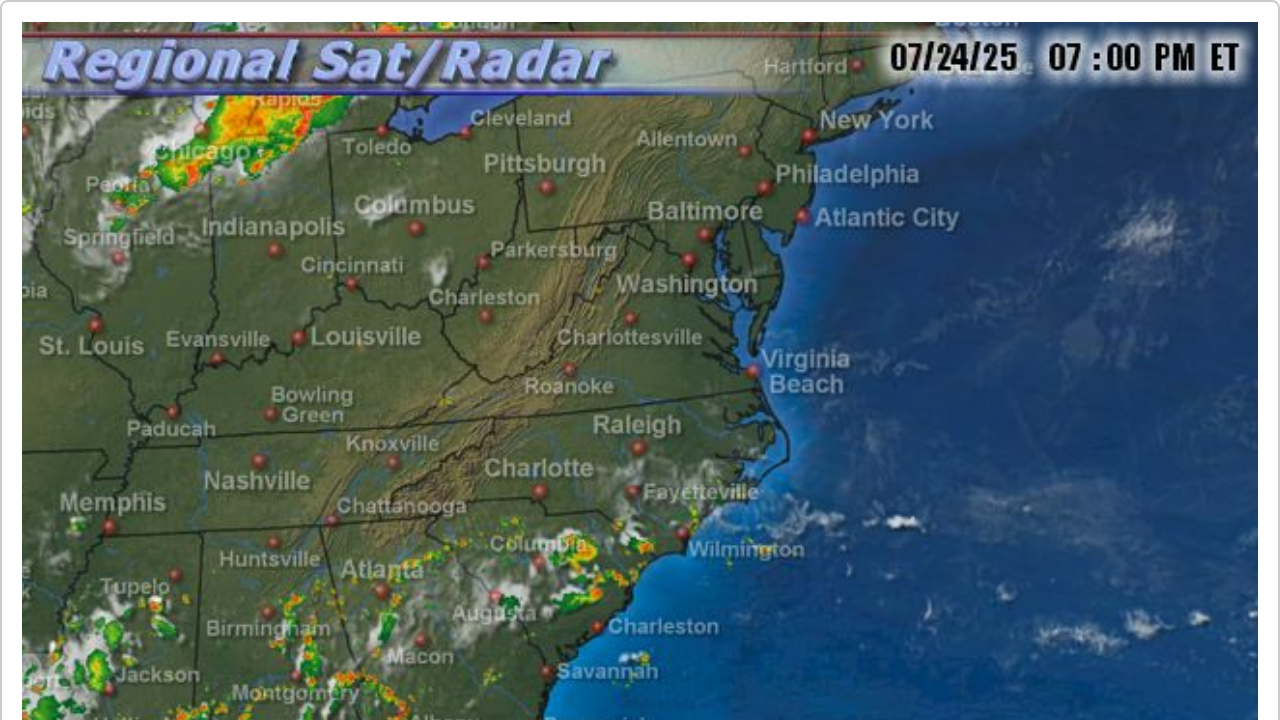 Boston
Regional Sat/Radar
07/24/25 07 :00 PM ET
Hartford
Rapids
Cleveland
New York
Toledo
Allentown
Chicago
Pittsburgh
Philadelphia
Peoria
Columbus
Baltimore
Atlantic City
Springfield
Indianapolis
Parkersburg
Cincinnati
Washington
Charleston
St. Louis
Evansville
Louisville
Charlottesville
Virginia
Beach
Roanoke
Bowling
Green
Paducah
Raleigh
Knoxville
Nashville
Charlotte
Fayetteville
Memphis
Chattanooga
Huntsville
Columbia
Wilmington
Atlanta
Tupelo
Augusta
Birmingham
Charleston
Macon
Jackson
Savannah
Montgomery
Albany